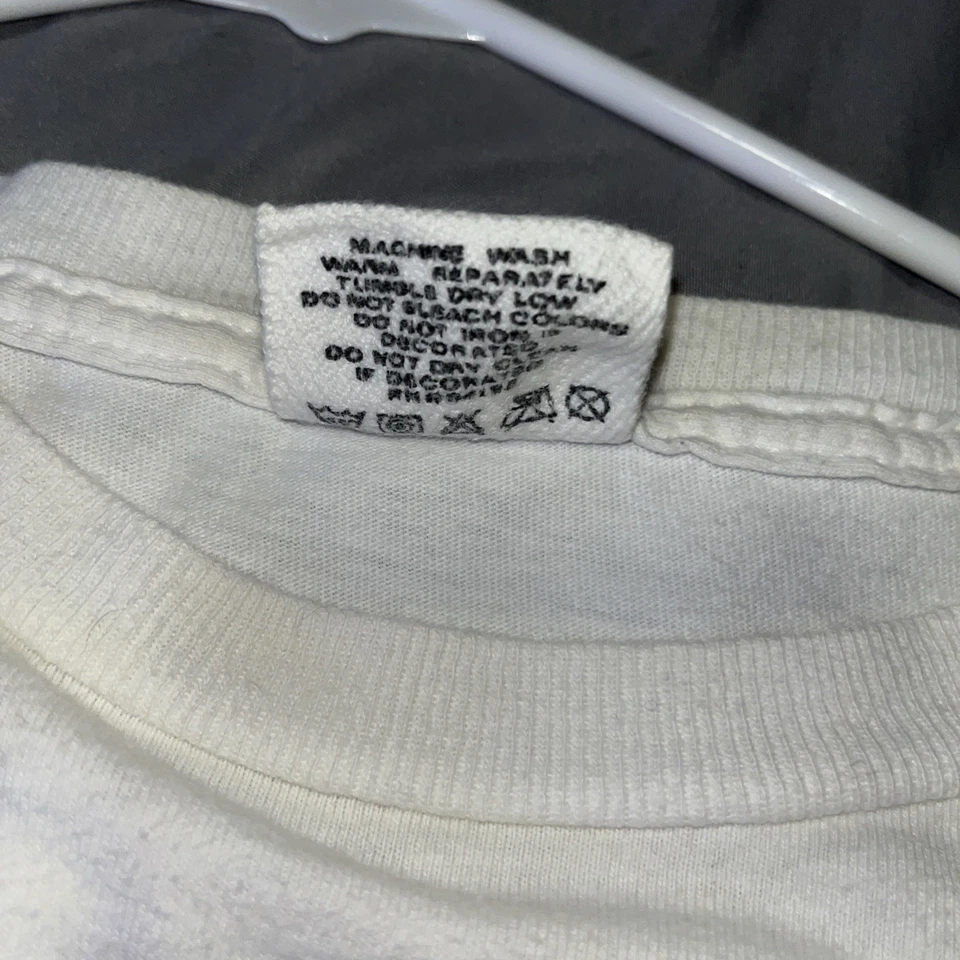 MACHINE WASH
WARM SEPARATELY
TUMBLE DRY LOW
DO NOT BLEACH COLORS
DO NOT IRON IF
DECORATED
DO NOT DRY
IF DECORATED